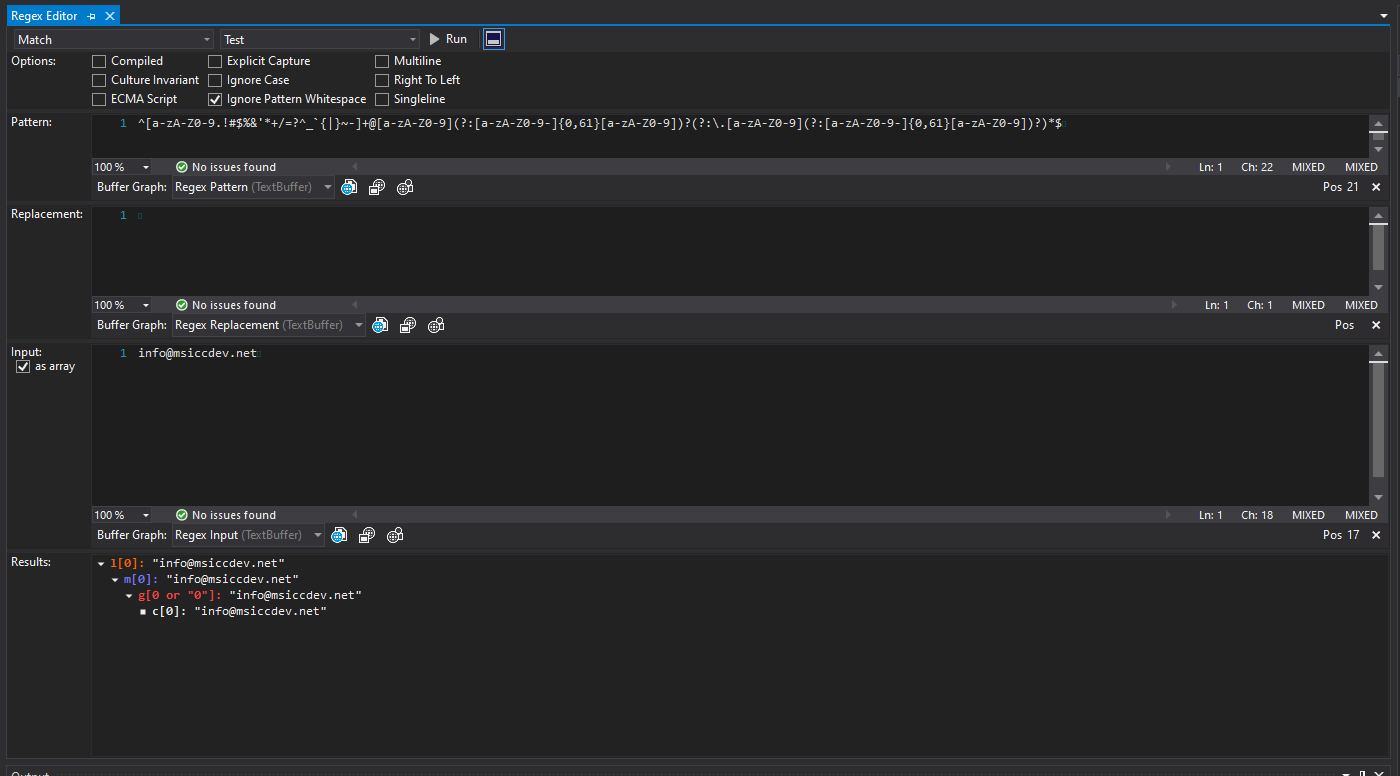 Regex Editor
Match Test Run
Options: Compiled Explicit Capture Multiline
Culture Invariant Ignore Case Right To Left
ECMA Script Ignore Pattern Whitespace Singleline
Pattern: 1 ^[a-zA-Z0-9.!#$%&'*+/=?^_`{|}~-]+@[a-zA-Z0-9](?:[a-zA-Z0-9-]{0,61}[a-zA-Z0-9])?(?:\.[a-zA-Z0-9](?:[a-zA-Z0-9-]{0,61}[a-zA-Z0-9])?)*$
100 % No issues found Ln: 1 Ch: 22 MIXED MIXED
Buffer Graph: Regex Pattern (TextBuffer) Pos 21
Replacement: 1
100 % No issues found Ln: 1 Ch: 1 MIXED MIXED
Buffer Graph: Regex Replacement (TextBuffer) Pos
Input: 1 info@msiccdev.net
as array
100 % No issues found Ln: 1 Ch: 18 MIXED MIXED
Buffer Graph: Regex Input (TextBuffer) Pos 17
Results: l[0]: "info@msiccdev.net"
m[0]: "info@msiccdev.net"
g[0 or "0"]: "info@msiccdev.net"
c[0]: "info@msiccdev.net"
Output